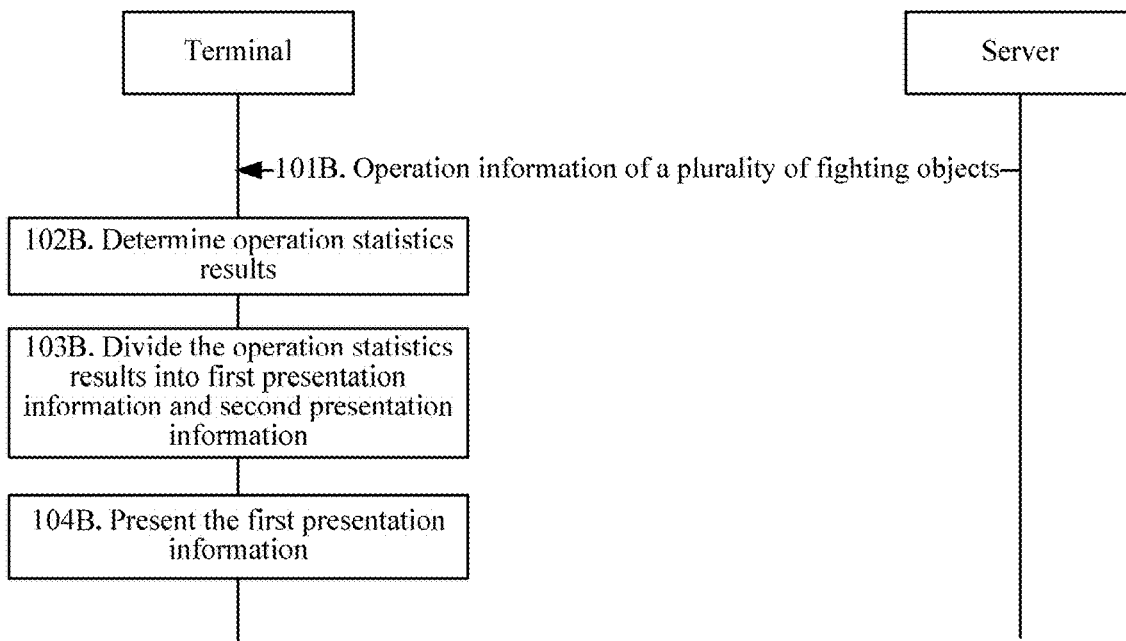 Terminal
Server
101B. Operation information of a plurality of fighting objects
102B. Determine operation statistics
results
103B. Divide the operation statistics
results into first presentation
information and second presentation
information
104B. Present the first presentation
information